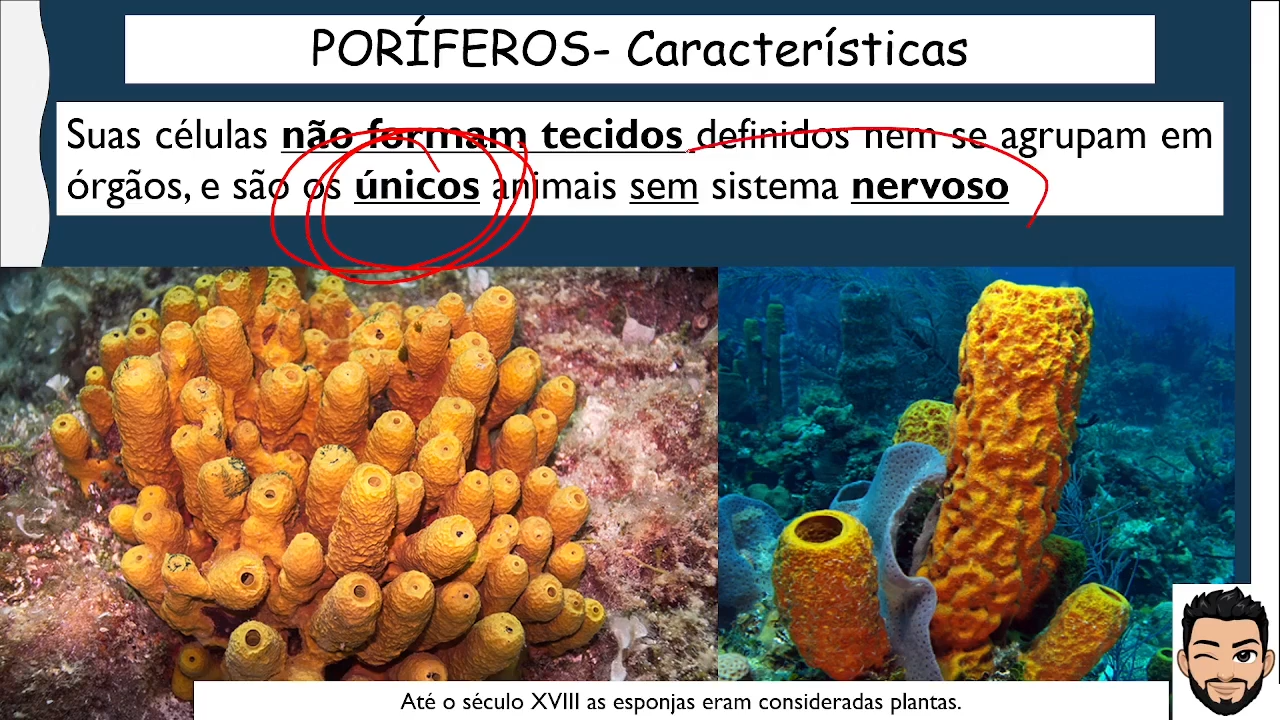 PORÍFEROS- Características
Suas células não formam tecidos definidos nem se agrupam em
órgãos, e são os únicos animais sem sistema nervoso
Até o século XVIII as esponjas eram consideradas plantas.